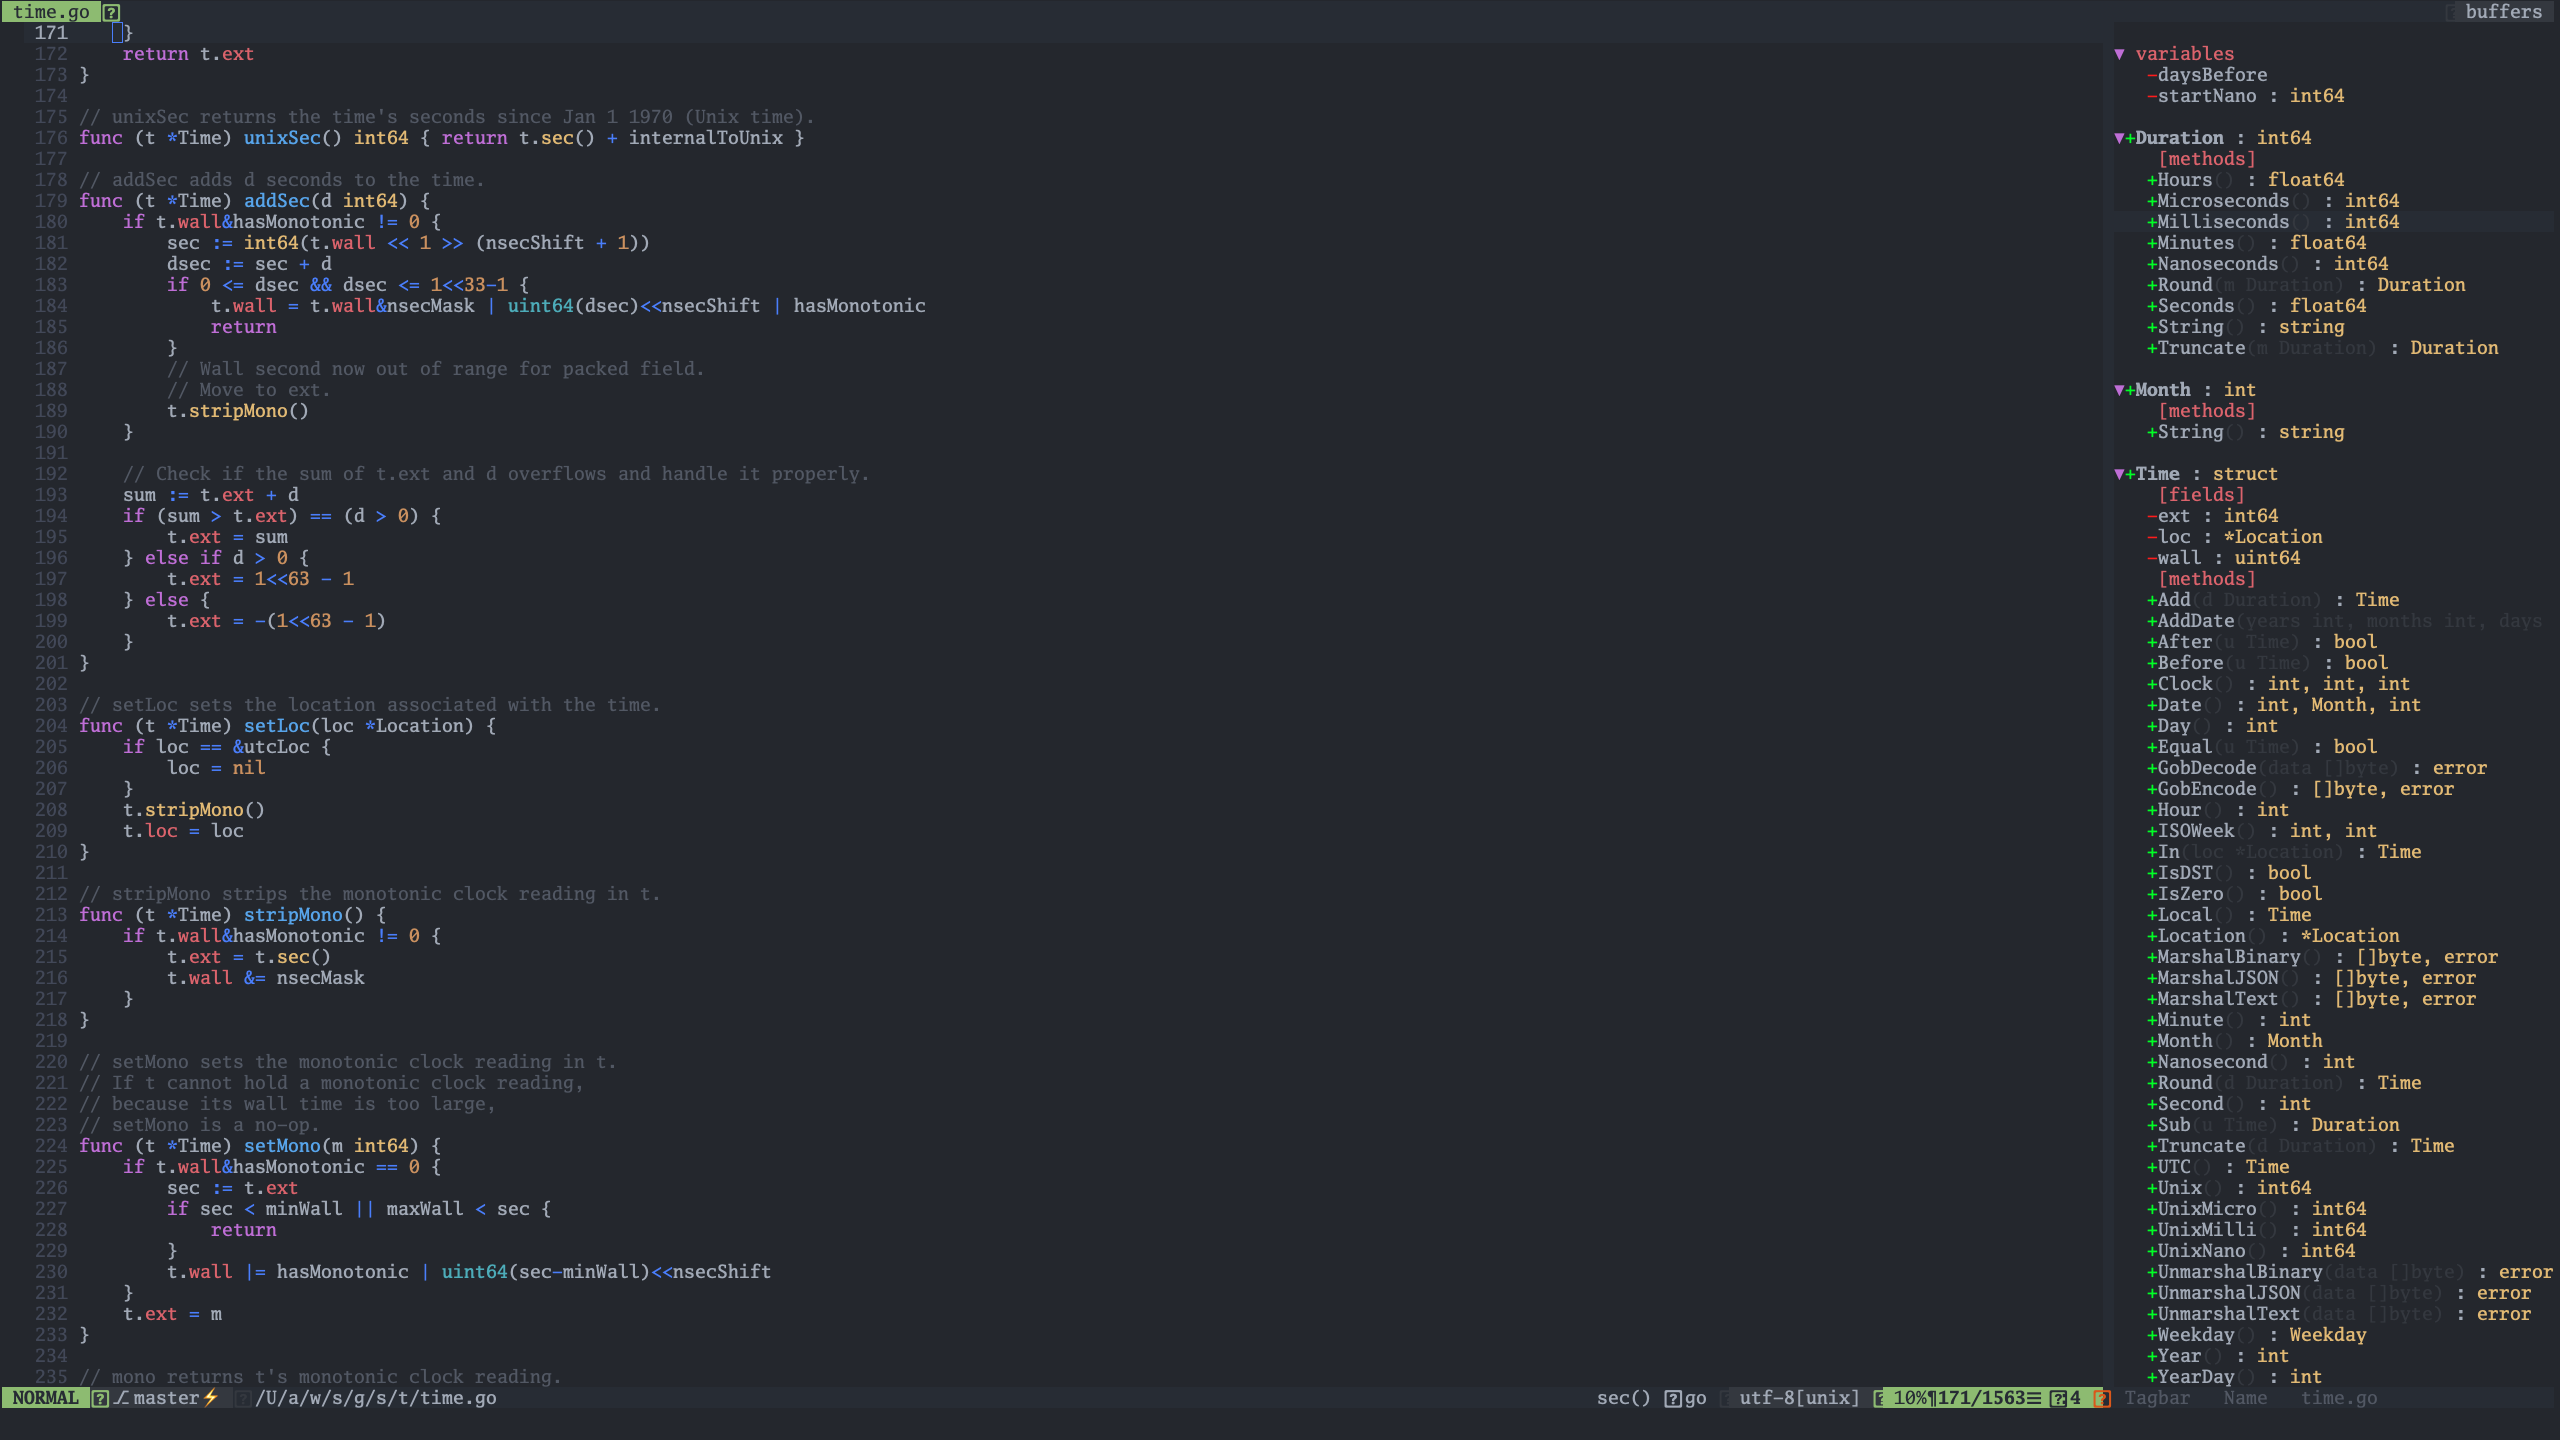 time.go
buffers
171 }
172 return t.ext
173 }
174
175 // unixSec returns the time's seconds since Jan 1 1970 (Unix time).
176 func (t *Time) unixSec() int64 { return t.sec() + internalToUnix }
177
178 // addSec adds d seconds to the time.
179 func (t *Time) addSec(d int64) {
180 if t.wall&hasMonotonic != 0 {
181 sec := int64(t.wall << 1 >> (nsecShift + 1))
182 dsec := sec + d
183 if 0 <= dsec && dsec <= 1<<33-1 {
184 t.wall = t.wall&nsecMask | uint64(dsec)<<nsecShift | hasMonotonic
185 return
186 }
187 // Wall second now out of range for packed field.
188 // Move to ext.
189 t.stripMono()
190 }
191
192 // Check if the sum of t.ext and d overflows and handle it properly.
193 sum := t.ext + d
194 if (sum > t.ext) == (d > 0) {
195 t.ext = sum
196 } else if d > 0 {
197 t.ext = 1<<63 - 1
198 } else {
199 t.ext = -(1<<63 - 1)
200 }
201 }
202
203 // setLoc sets the location associated with the time.
204 func (t *Time) setLoc(loc *Location) {
205 if loc == &utcLoc {
206 loc = nil
207 }
208 t.stripMono()
209 t.loc = loc
210 }
211
212 // stripMono strips the monotonic clock reading in t.
213 func (t *Time) stripMono() {
214 if t.wall&hasMonotonic != 0 {
215 t.ext = t.sec()
216 t.wall &= nsecMask
217 }
218 }
219
220 // setMono sets the monotonic clock reading in t.
221 // If t cannot hold a monotonic clock reading,
222 // because its wall time is too large,
223 // setMono is a no-op.
224 func (t *Time) setMono(m int64) {
225 if t.wall&hasMonotonic == 0 {
226 sec := t.ext
227 if sec < minWall || maxWall < sec {
228 return
229 }
230 t.wall |= hasMonotonic | uint64(sec-minWall)<<nsecShift
231 }
232 t.ext = m
233 }
234
235 // mono returns t's monotonic clock reading.
▼ variables
-daysBefore
-startNano : int64
▼+Duration : int64
[methods]
+Hours() : float64
+Microseconds() : int64
+Milliseconds() : int64
+Minutes() : float64
+Nanoseconds() : int64
+Round(m Duration) : Duration
+Seconds() : float64
+String() : string
+Truncate(m Duration) : Duration
▼+Month : int
[methods]
+String() : string
▼+Time : struct
[fields]
-ext : int64
-loc : *Location
-wall : uint64
[methods]
+Add(d Duration) : Time
+AddDate(years int, months int, days
+After(u Time) : bool
+Before(u Time) : bool
+Clock() : int, int, int
+Date() : int, Month, int
+Day() : int
+Equal(u Time) : bool
+GobDecode(data []byte) : error
+GobEncode() : []byte, error
+Hour() : int
+ISOWeek() : int, int
+In(loc *Location) : Time
+IsDST() : bool
+IsZero() : bool
+Local() : Time
+Location() : *Location
+MarshalBinary() : []byte, error
+MarshalJSON() : []byte, error
+MarshalText() : []byte, error
+Minute() : int
+Month() : Month
+Nanosecond() : int
+Round(d Duration) : Time
+Second() : int
+Sub(u Time) : Duration
+Truncate(d Duration) : Time
+UTC() : Time
+Unix() : int64
+UnixMicro() : int64
+UnixMilli() : int64
+UnixNano() : int64
+UnmarshalBinary(data []byte) : error
+UnmarshalJSON(data []byte) : error
+UnmarshalText(data []byte) : error
+Weekday() : Weekday
+Year() : int
+YearDay() : int
NORMAL master⚡ /U/a/w/s/g/s/t/time.go sec() go utf-8[unix] 10%¶171/1563☰ :4 Tagbar Name time.go